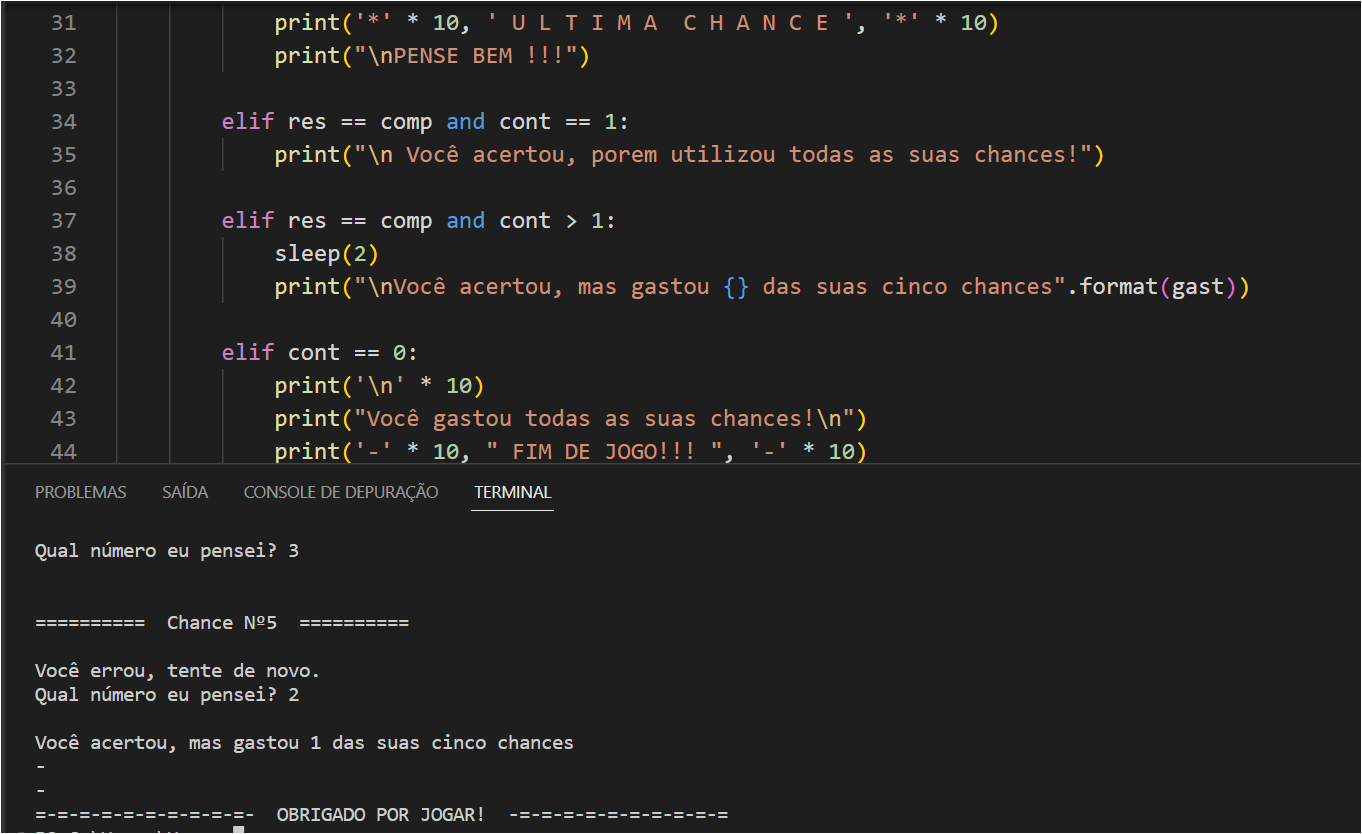 31 print('*' * 10, ' U L T I M A  C H A N C E ', '*' * 10)
32 print("\nPENSE BEM !!!")
33
34 elif res == comp and cont == 1:
35 print("\n Você acertou, porem utilizou todas as suas chances!")
36
37 elif res == comp and cont > 1:
38 sleep(2)
39 print("\nVocê acertou, mas gastou {} das suas cinco chances".format(gast))
40
41 elif cont == 0:
42 print('\n' * 10)
43 print("Você gastou todas as suas chances!\n")
44 print('-' * 10, " FIM DE JOGO!!! ", '-' * 10)
PROBLEMAS SAÍDA CONSOLE DE DEPURAÇÃO TERMINAL
Qual número eu pensei? 3
==========  Chance Nº5  ==========
Você errou, tente de novo.
Qual número eu pensei? 2
Você acertou, mas gastou 1 das suas cinco chances
-
-
=-=-=-=-=-=-=-=-=-=-  OBRIGADO POR JOGAR!  -=-=-=-=-=-=-=-=-=-=